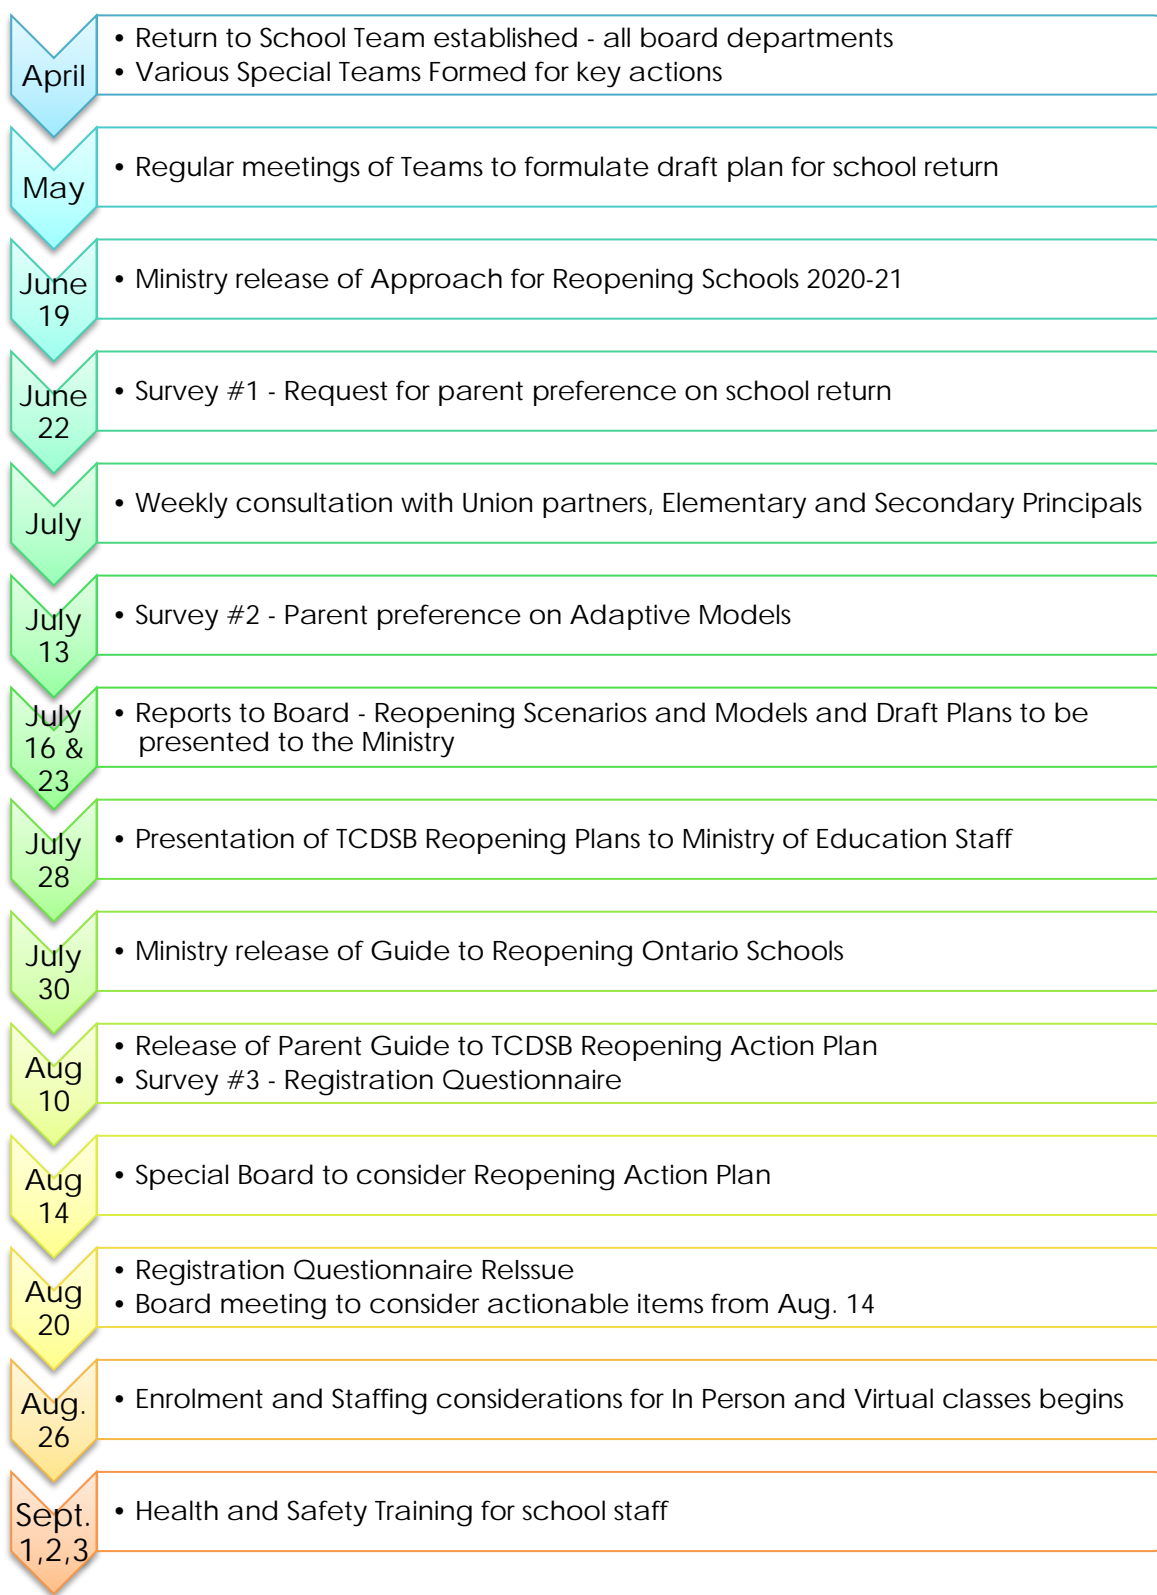 April
• Return to School Team established - all board departments
• Various Special Teams Formed for key actions
May
• Regular meetings of Teams to formulate draft plan for school return
June
19
• Ministry release of Approach for Reopening Schools 2020-21
June
22
• Survey #1 - Request for parent preference on school return
July
• Weekly consultation with Union partners, Elementary and Secondary Principals
July
13
• Survey #2 - Parent preference on Adaptive Models
July
16 &
23
• Reports to Board - Reopening Scenarios and Models and Draft Plans to be
presented to the Ministry
July
28
• Presentation of TCDSB Reopening Plans to Ministry of Education Staff
July
30
• Ministry release of Guide to Reopening Ontario Schools
Aug
10
• Release of Parent Guide to TCDSB Reopening Action Plan
• Survey #3 - Registration Questionnaire
Aug
14
• Special Board to consider Reopening Action Plan
Aug
20
• Registration Questionnaire ReIssue
• Board meeting to consider actionable items from Aug. 14
Aug.
26
• Enrolment and Staffing considerations for In Person and Virtual classes begins
Sept.
1,2,3
• Health and Safety Training for school staff